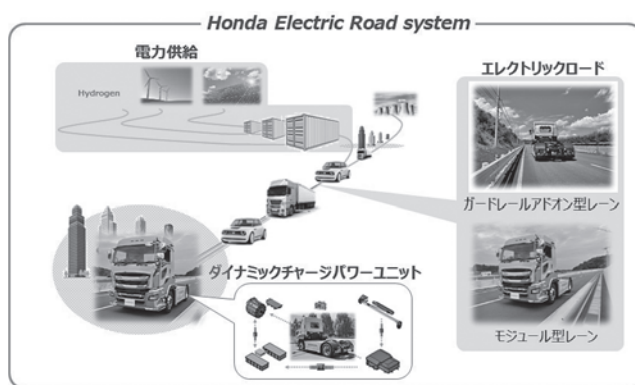 Honda Electric Road system
電力供給
Hydrogen
エレクトリックロード
ガードレールアドオン型レーン
ダイナミックチャージパワーユニット
モジュール型レーン